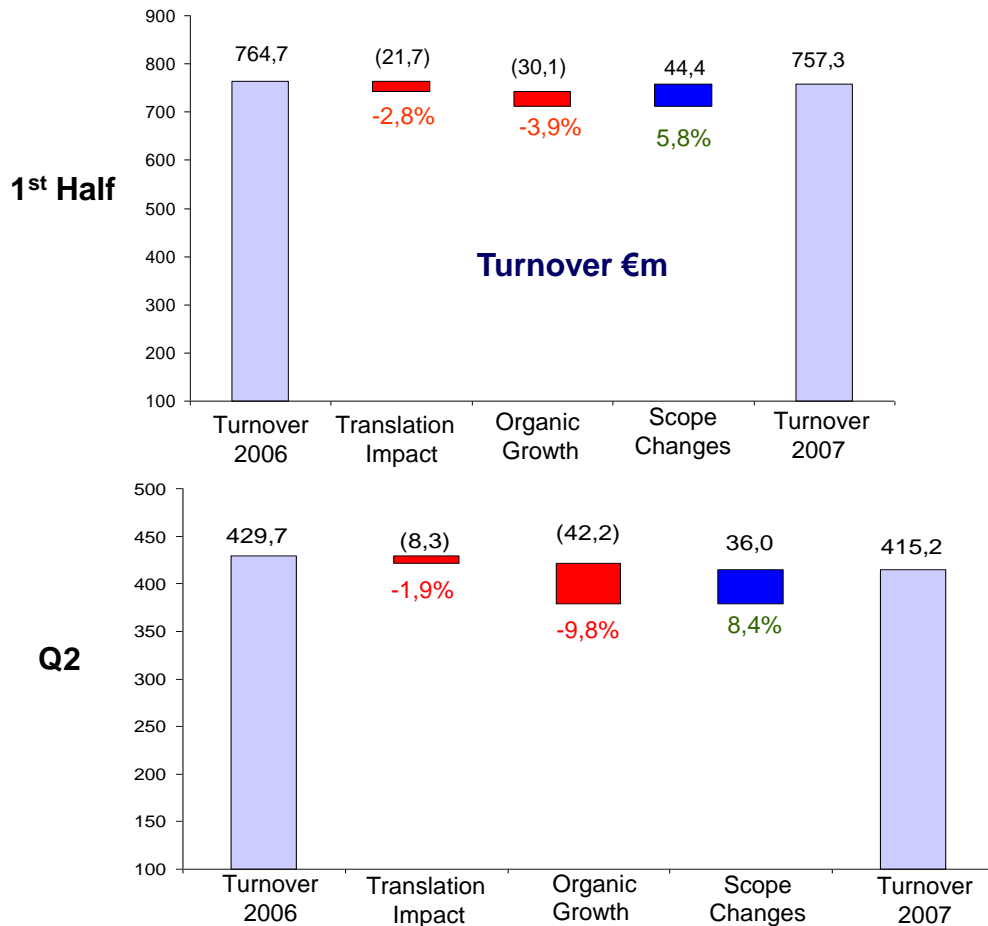 900
800
700
600
500
400
300
200
100
764,7
(21,7)
(30,1)
44,4
757,3
-2,8%
-3,9%
5,8%
1st Half
Turnover €m
Turnover
2006
Translation
Impact
Organic
Growth
Scope
Changes
Turnover
2007
500
450
400
350
300
250
200
150
100
429,7
(8,3)
(42,2)
36,0
415,2
-1,9%
-9,8%
8,4%
Q2
Turnover
2006
Translation
Impact
Organic
Growth
Scope
Changes
Turnover
2007